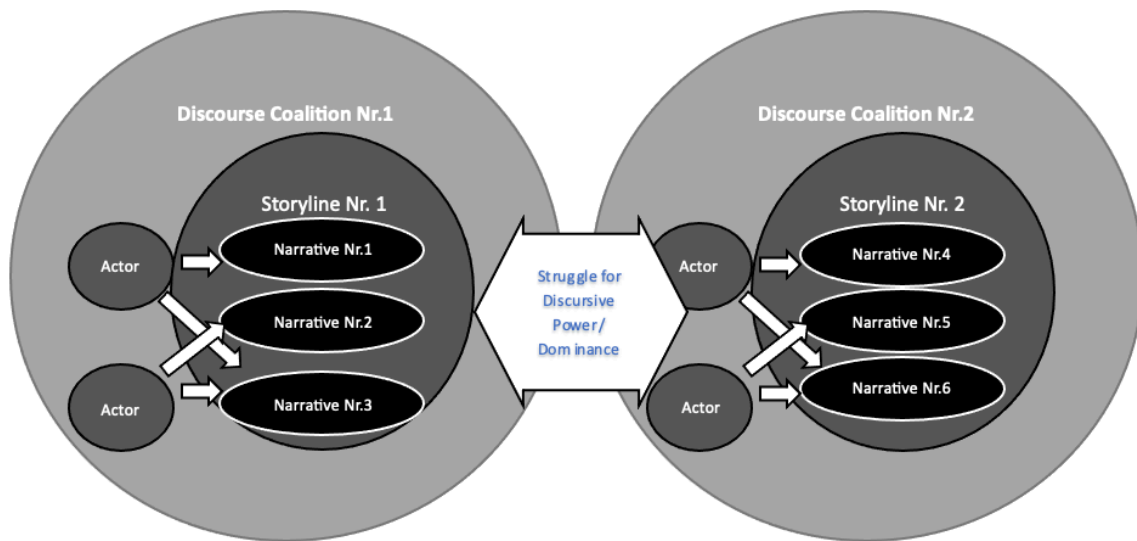 Discourse Coalition Nr.1
Storyline Nr. 1
Actor
Narrative Nr.1
Narrative Nr.2
Actor
Narrative Nr.3
Struggle for
Discursive
Power/
Dominance
Discourse Coalition Nr.2
Storyline Nr. 2
Actor
Narrative Nr.4
Narrative Nr.5
Actor
Narrative Nr.6